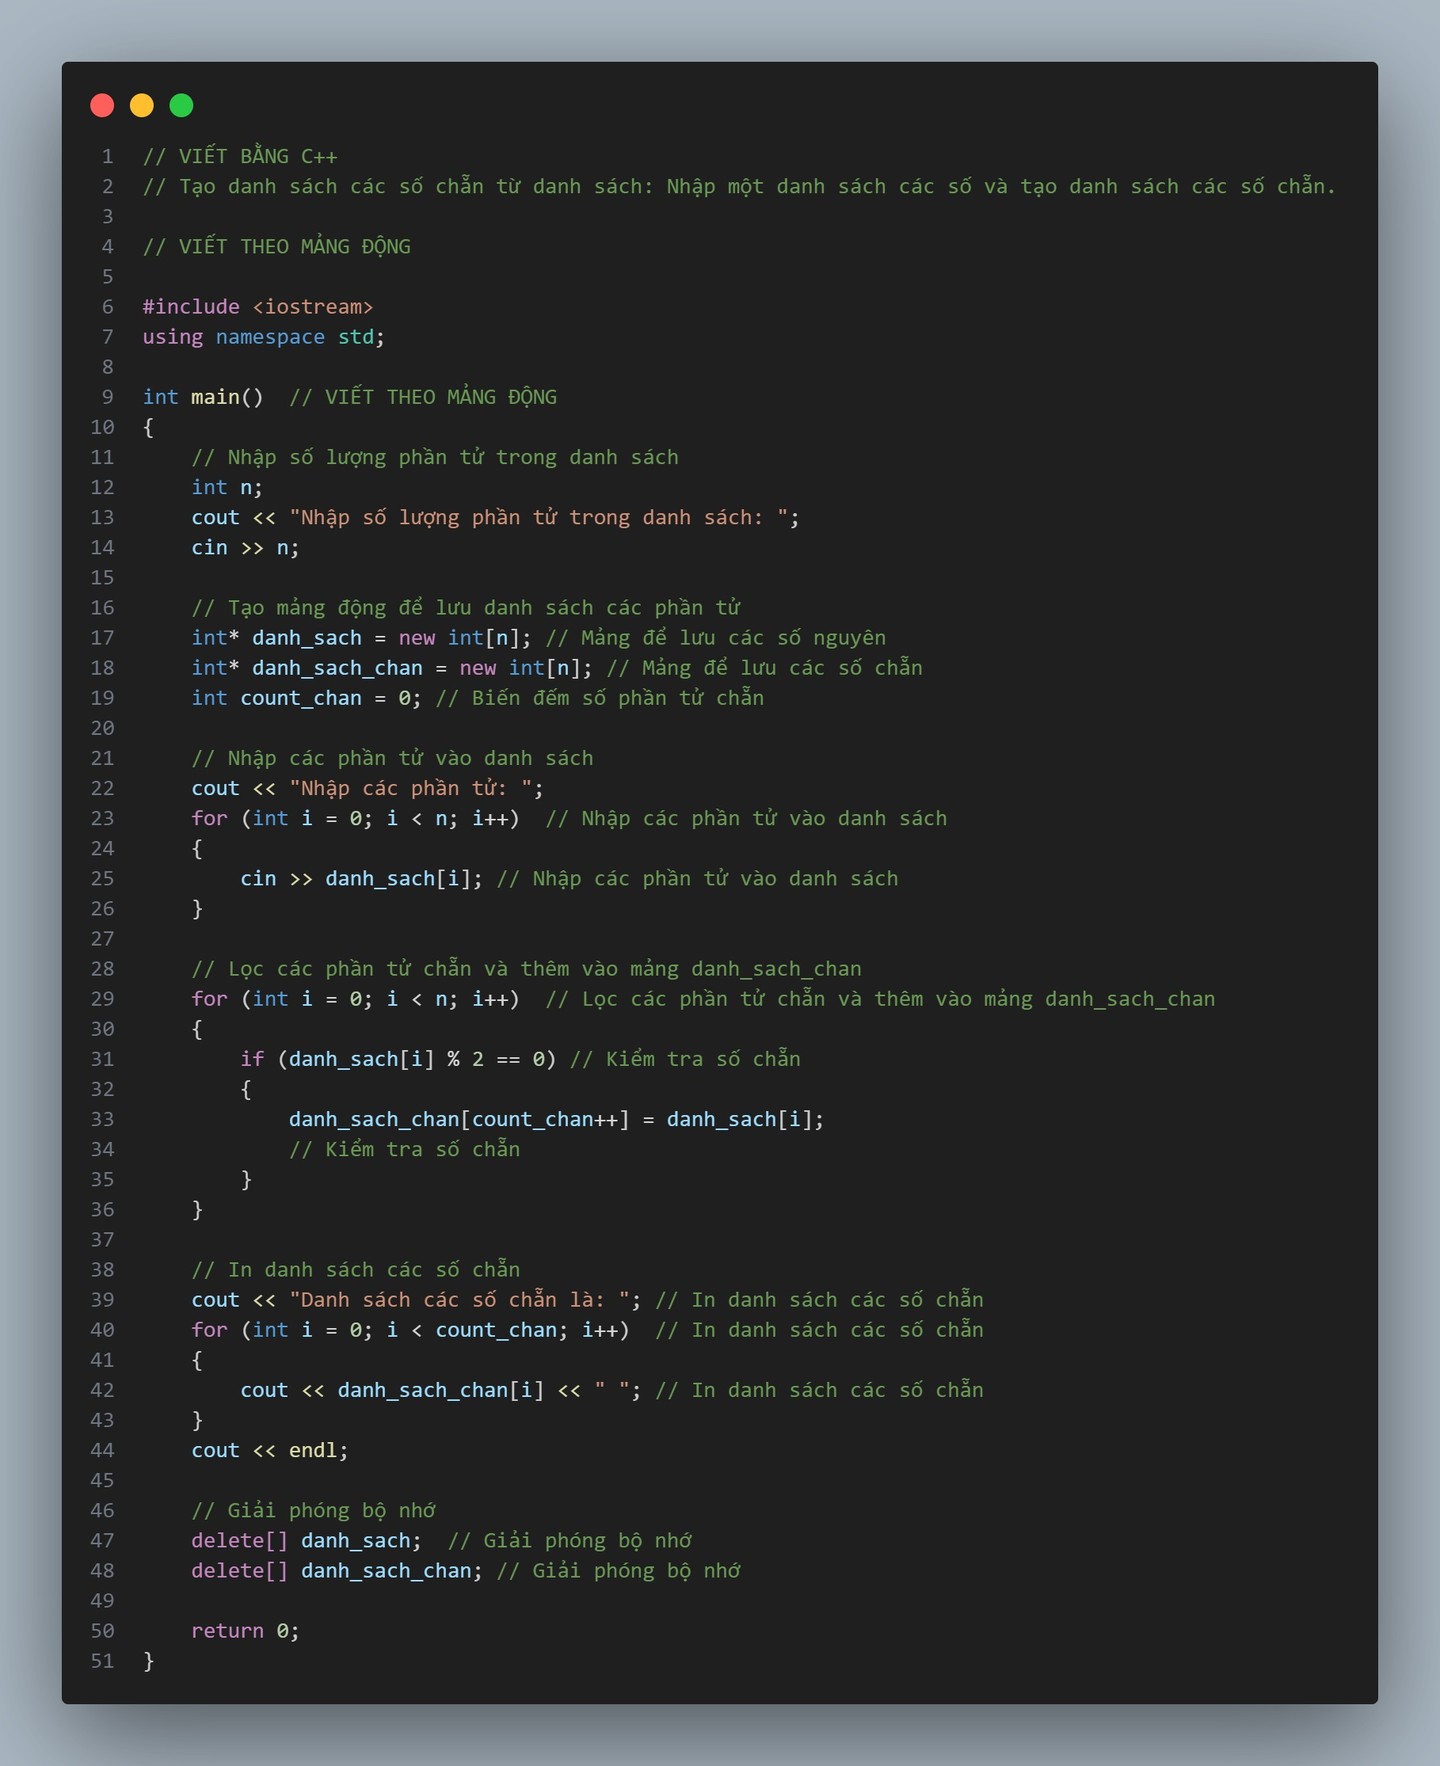 1 // VIẾT BẰNG C++
2 // Tạo danh sách các số chẵn từ danh sách: Nhập một danh sách các số và tạo danh sách các số chẵn.
3
4 // VIẾT THEO MẢNG ĐỘNG
5
6 #include <iostream>
7 using namespace std;
8
9 int main()  // VIẾT THEO MẢNG ĐỘNG
10 {
11     // Nhập số lượng phần tử trong danh sách
12     int n;
13     cout << "Nhập số lượng phần tử trong danh sách: ";
14     cin >> n;
15
16     // Tạo mảng động để lưu danh sách các phần tử
17     int* danh_sach = new int[n]; // Mảng để lưu các số nguyên
18     int* danh_sach_chan = new int[n]; // Mảng để lưu các số chẵn
19     int count_chan = 0; // Biến đếm số phần tử chẵn
20
21     // Nhập các phần tử vào danh sách
22     cout << "Nhập các phần tử: ";
23     for (int i = 0; i < n; i++)  // Nhập các phần tử vào danh sách
24     {
25         cin >> danh_sach[i]; // Nhập các phần tử vào danh sách
26     }
27
28     // Lọc các phần tử chẵn và thêm vào mảng danh_sach_chan
29     for (int i = 0; i < n; i++)  // Lọc các phần tử chẵn và thêm vào mảng danh_sach_chan
30     {
31         if (danh_sach[i] % 2 == 0) // Kiểm tra số chẵn
32         {
33             danh_sach_chan[count_chan++] = danh_sach[i];
34             // Kiểm tra số chẵn
35         }
36     }
37
38     // In danh sách các số chẵn
39     cout << "Danh sách các số chẵn là: "; // In danh sách các số chẵn
40     for (int i = 0; i < count_chan; i++)  // In danh sách các số chẵn
41     {
42         cout << danh_sach_chan[i] << " "; // In danh sách các số chẵn
43     }
44     cout << endl;
45
46     // Giải phóng bộ nhớ
47     delete[] danh_sach;  // Giải phóng bộ nhớ
48     delete[] danh_sach_chan; // Giải phóng bộ nhớ
49
50     return 0;
51 }